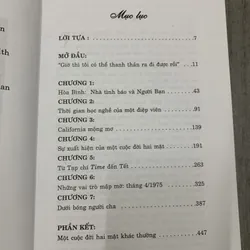 Mục lục
LỜI TỰA : 7
MỞ ĐẦU:
"Giờ thì tôi có thể thanh thản ra đi được rồi" 11
CHƯƠNG 1:
Hòa Bình: Nhà tình báo và Người Bạn 43
CHƯƠNG 2:
Thời gian học nghề của một điệp viên 91
CHƯƠNG 3:
California mộng mơ 139
CHƯƠNG 4:
Sự xuất hiện của một cuộc đời hai mặt 191
CHƯƠNG 5:
Từ Tạp chí Time đến Tết 263
CHƯƠNG 6:
Những vai trò mập mờ: tháng 4/1975 325
CHƯƠNG 7:
Dưới bóng người cha 387
PHẦN KẾT:
Một cuộc đời hai mặt khác thường 447
n
ith
an